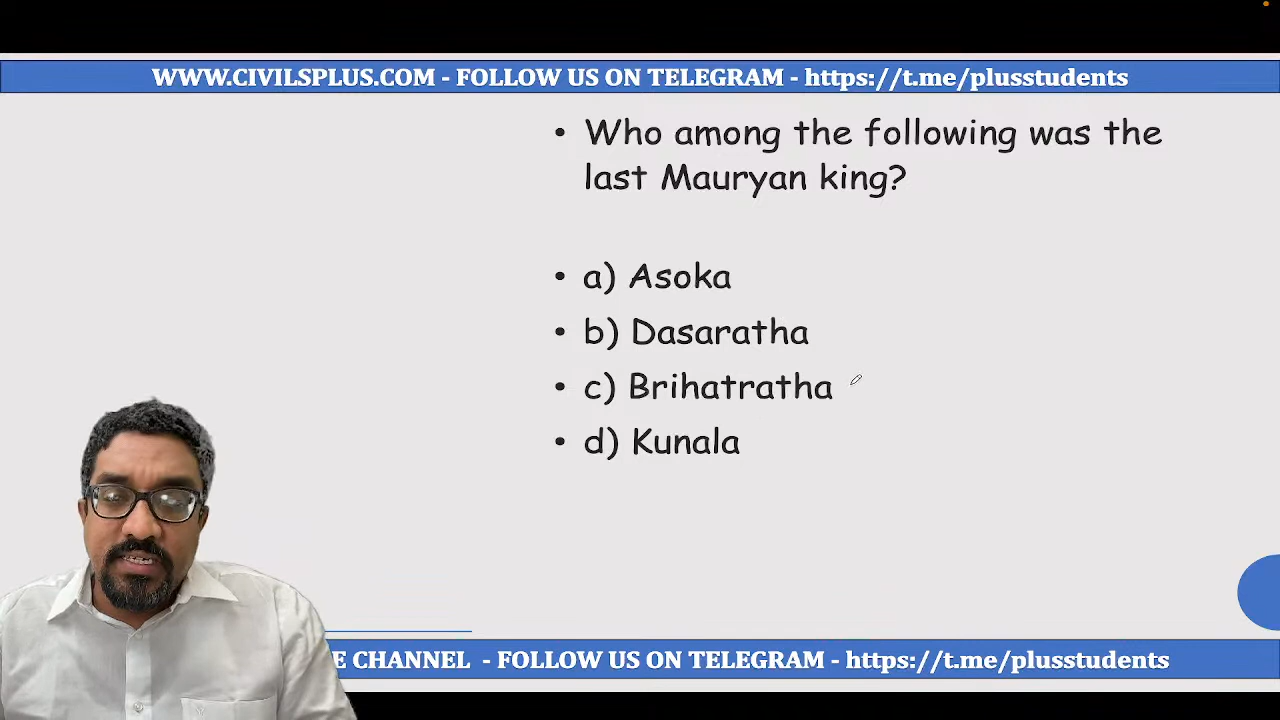 WWW.CIVILSPLUS.COM - FOLLOW US ON TELEGRAM - https://t.me/plusstudents
• Who among the following was the
last Mauryan king?
• a) Asoka
• b) Dasaratha
• c) Brihatratha
• d) Kunala
E CHANNEL - FOLLOW US ON TELEGRAM - https://t.me/plusstudents